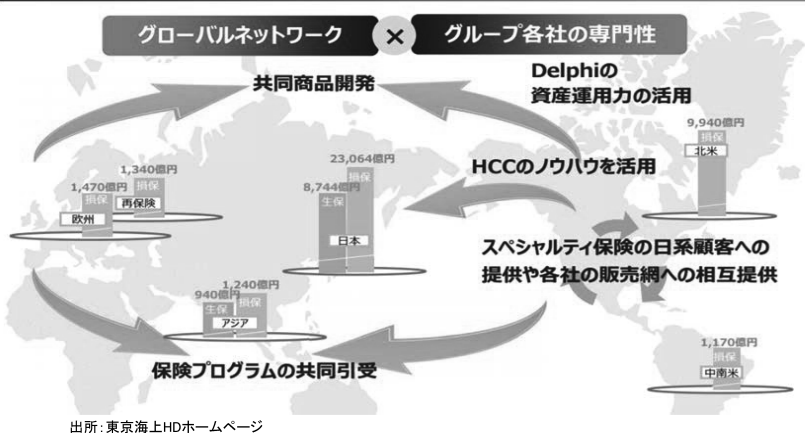 グローバルネットワーク
×
グループ各社の専門性
共同商品開発
Delphiの
資産運用力の活用
9,940億円
損保
北米
23,064億円
損保
8,744億円
生保
日本
1,340億円
損保
再保険
1,470億円
損保
欧州
HCCのノウハウを活用
スペシャルティ保険の日系顧客への
提供や各社の販売網への相互提供
1,240億円
損保
940億円
生保
アジア
1,170億円
損保
中南米
保険プログラムの共同引受
出所:東京海上HDホームページ